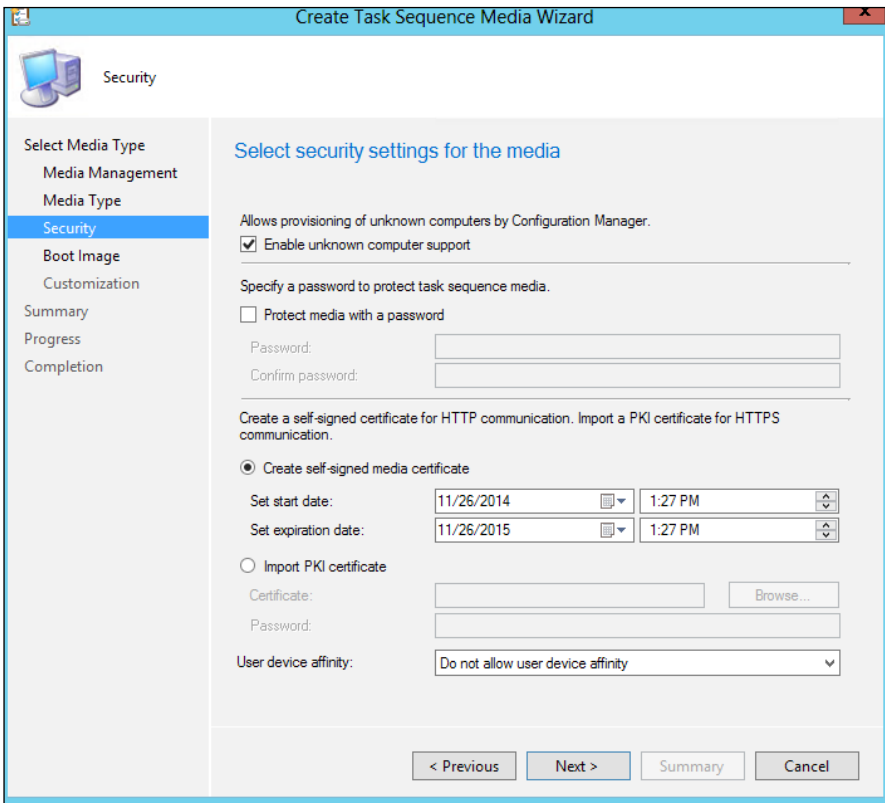 Create Task Sequence Media Wizard
x
Security
Select Media Type
Media Management
Media Type
Security
Boot Image
Customization
Summary
Progress
Completion
Select security settings for the media
Allows provisioning of unknown computers by Configuration Manager.
Enable unknown computer support
Specify a password to protect task sequence media.
Protect media with a password
Password:
Confirm password:
Create a self-signed certificate for HTTP communication. Import a PKI certificate for HTTPS
communication.
Create self-signed media certificate
Set start date: 11/26/2014 1:27 PM
Set expiration date: 11/26/2015 1:27 PM
Import PKI certificate
Certificate: Browse...
Password:
User device affinity: Do not allow user device affinity
< Previous Next > Summary Cancel